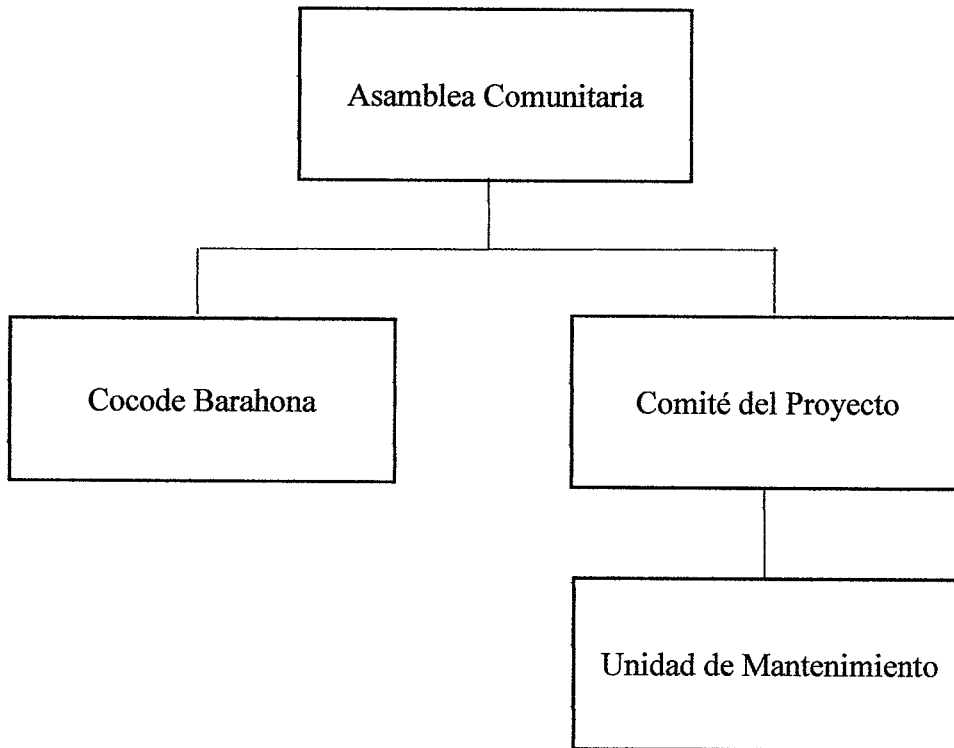 Asamblea Comunitaria
Cocode Barahona
Comité del Proyecto
Unidad de Mantenimiento